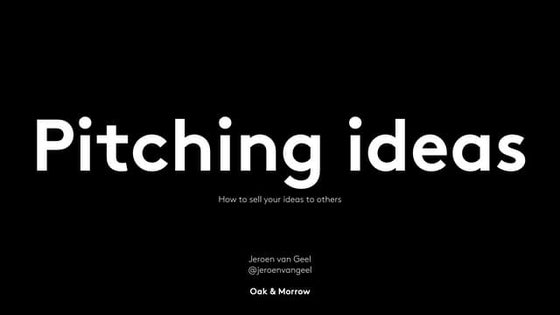 Pitching ideas
How to sell your ideas to others
Jeroen van Geel
@jeroenvangeel
Oak & Morrow